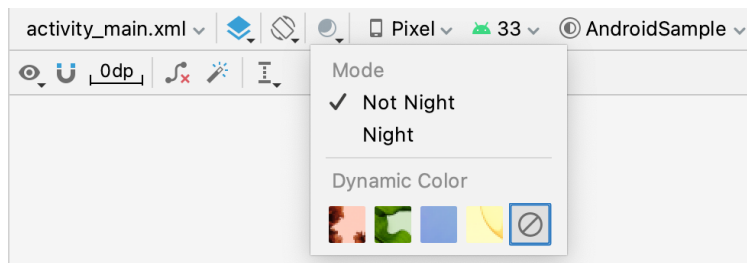 activity_main.xml Pixel 33 AndroidSample
0dp
Mode
Not Night
Night
Dynamic Color